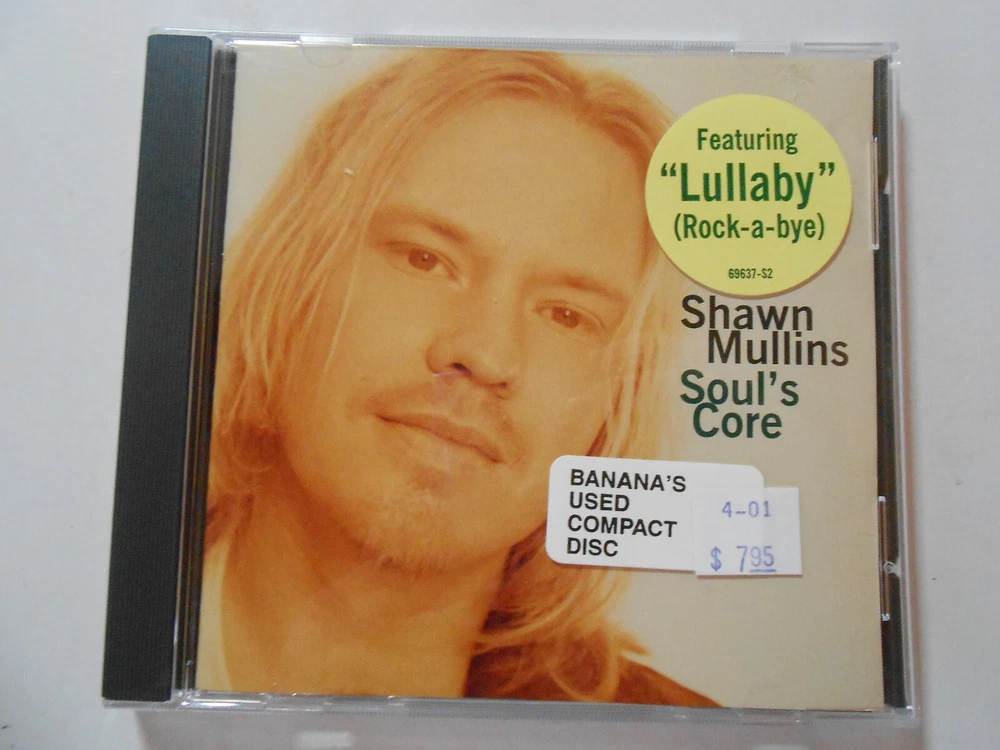 Featuring
“Lullaby”
(Rock-a-bye)
69637-S2
Shawn
Mullins
Soul's
Core
BANANA'S
USED
COMPACT
DISC
4-01
$ 795